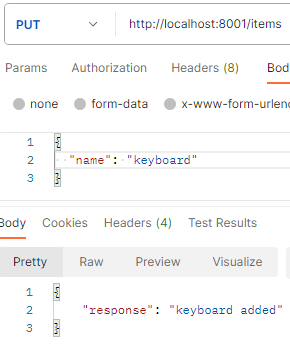 PUT http://localhost:8001/items
Params Authorization Headers (8) Bod
none form-data x-www-form-urlenc
1 {
2 "name": "keyboard"
3 }
Body Cookies Headers (4) Test Results
Pretty Raw Preview Visualize
1 {
2 "response": "keyboard added"
3 }